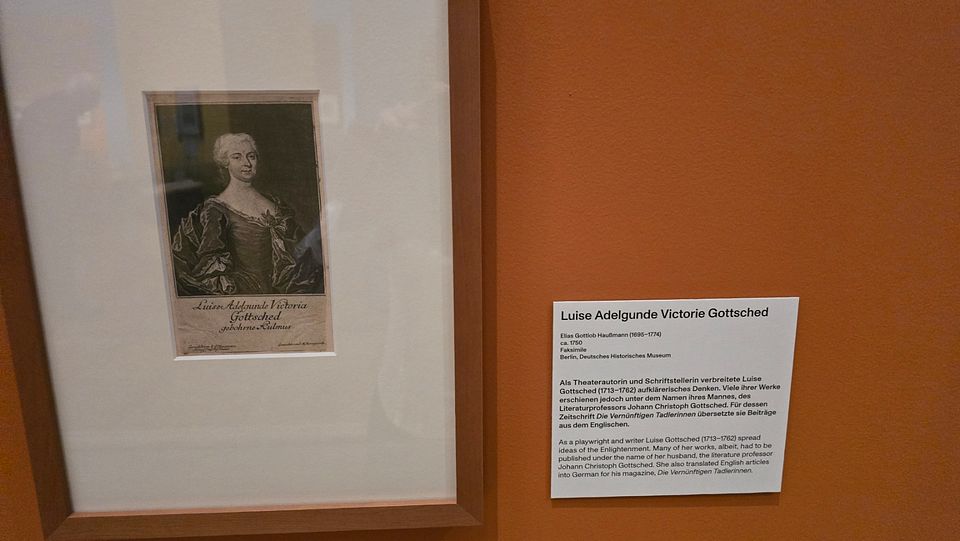 Luise Adelgunde Victoria
Gottsched
gebohrne Kulmus
Luise Adelgunde Victorie Gottsched
Elias Gottlob Haußmann (1695–1774)
ca. 1750
Faksimile
Berlin, Deutsches Historisches Museum
Als Theaterautorin und Schriftstellerin verbreitete Luise
Gottsched (1713–1762) aufklärerisches Denken. Viele ihrer Werke
erschienen jedoch unter dem Namen ihres Mannes, des
Literaturprofessors Johann Christoph Gottsched. Für dessen
Zeitschrift Die Vernünftigen Tadlerinnen übersetzte sie Beiträge
aus dem Englischen.
As a playwright and writer Luise Gottsched (1713–1762) spread
ideas of the Enlightenment. Many of her works, albeit, had to be
published under the name of her husband, the literature professor
Johann Christoph Gottsched. She also translated English articles
into German for his magazine, Die Vernünftigen Tadlerinnen.